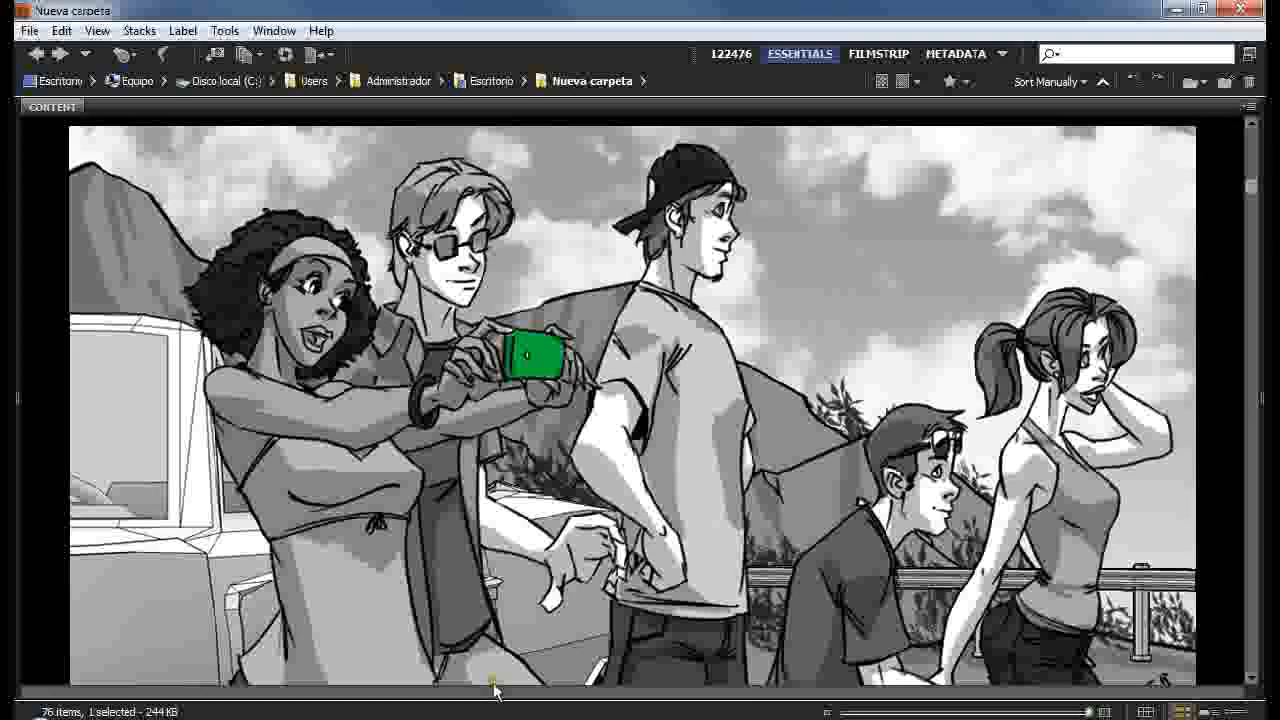 Nueva carpeta
File Edit View Stacks Label Tools Window Help
122476 ESSENTIALS FILMSTRIP METADATA
Escritorio Equipo Disco local (C:) Users Administrador Escritorio Nueva carpeta Sort Manually
CONTENT
76 items, 1 selected - 244 KB